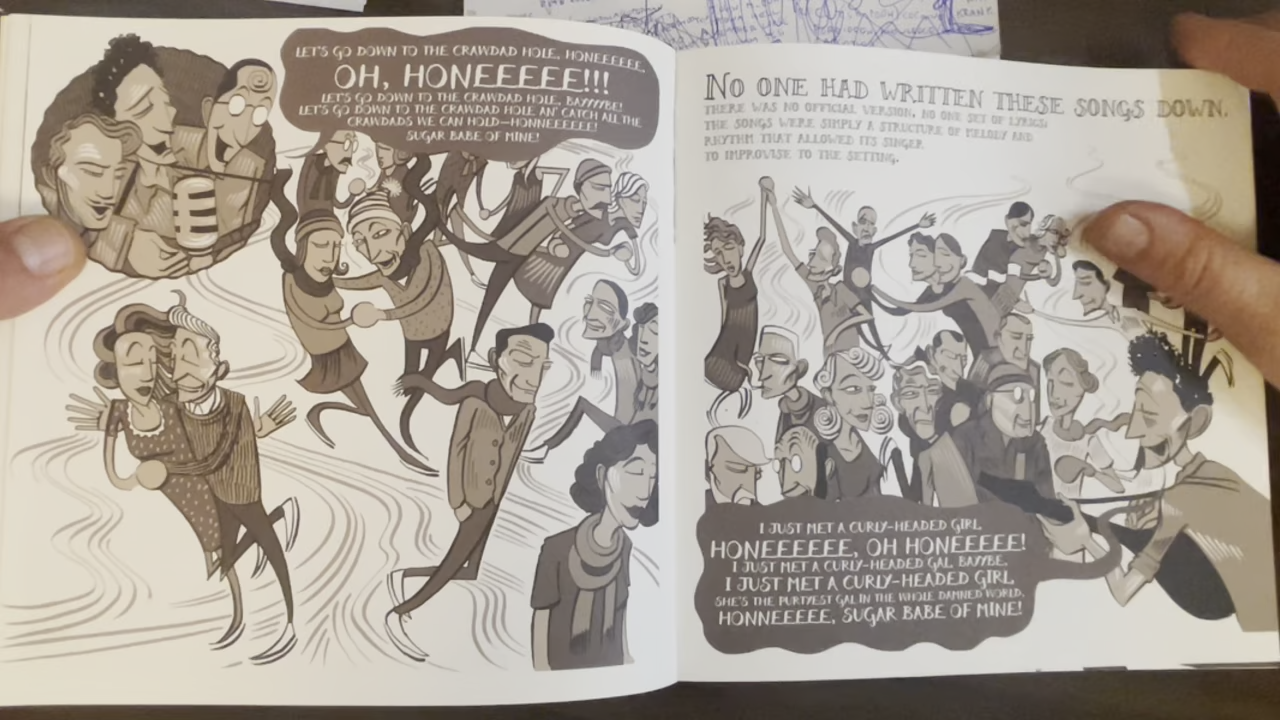 LET'S GO DOWN TO THE CRAWDAD HOLE, HONEEEEEE,
OH, HONEEEEEE!!!
LET'S GO DOWN TO THE CRAWDAD HOLE, BAYYYBE!
LET'S GO DOWN TO THE CRAWDAD HOLE AN' CATCH ALL THE
CRAWDADS WE CAN HOLD—HONNEEEEEE!
SUGAR BABE OF MINE!
NO ONE HAD WRITTEN THESE SONGS DOWN.
THERE WAS NO OFFICIAL VERSION, NO ONE SET OF LYRICS;
THE SONGS WERE SIMPLY A STRUCTURE OF MELODY AND
RHYTHM THAT ALLOWED ITS SINGER
TO IMPROVISE TO THE SETTING.
I JUST MET A CURLY-HEADED GIRL,
HONEEEEEE, OH HONEEEEE!
I JUST MET A CURLY-HEADED GAL, BAYYBE,
I JUST MET A CURLY-HEADED GIRL,
SHE'S THE PURTYEST GAL IN THE WHOLE DAMNED WORLD,
HONNEEEEE, SUGAR BABE OF MINE!